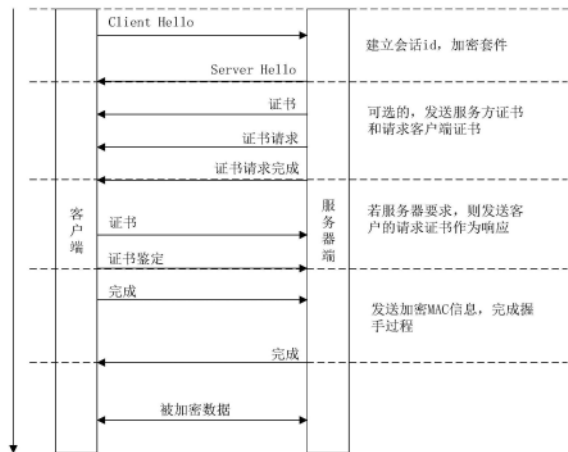 Client Hello
建立会话id，加密套件
Server Hello
证书
可选的，发送服务方证书
和请求客户端证书
证书请求
证书请求完成
客户端
服务器端
证书
若服务器要求，则发送客
户的请求证书作为响应
证书鉴定
完成
发送加密MAC信息，完成握
手过程
完成
被加密数据